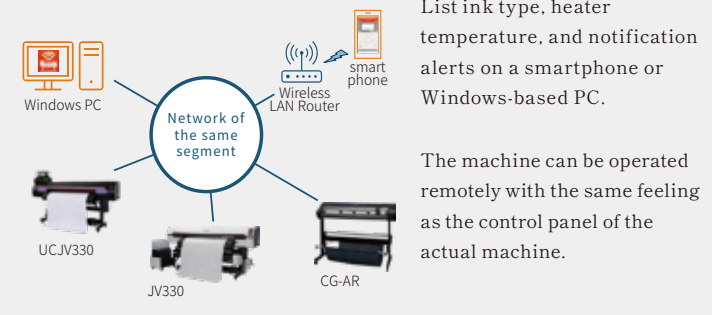 Windows PC
Wireless
LAN Router
smart
phone
Network of
the same
segment
UCJV330
JV330
CG-AR
List ink type, heater
temperature, and notification
alerts on a smartphone or
Windows-based PC.
The machine can be operated
remotely with the same feeling
as the control panel of the
actual machine.